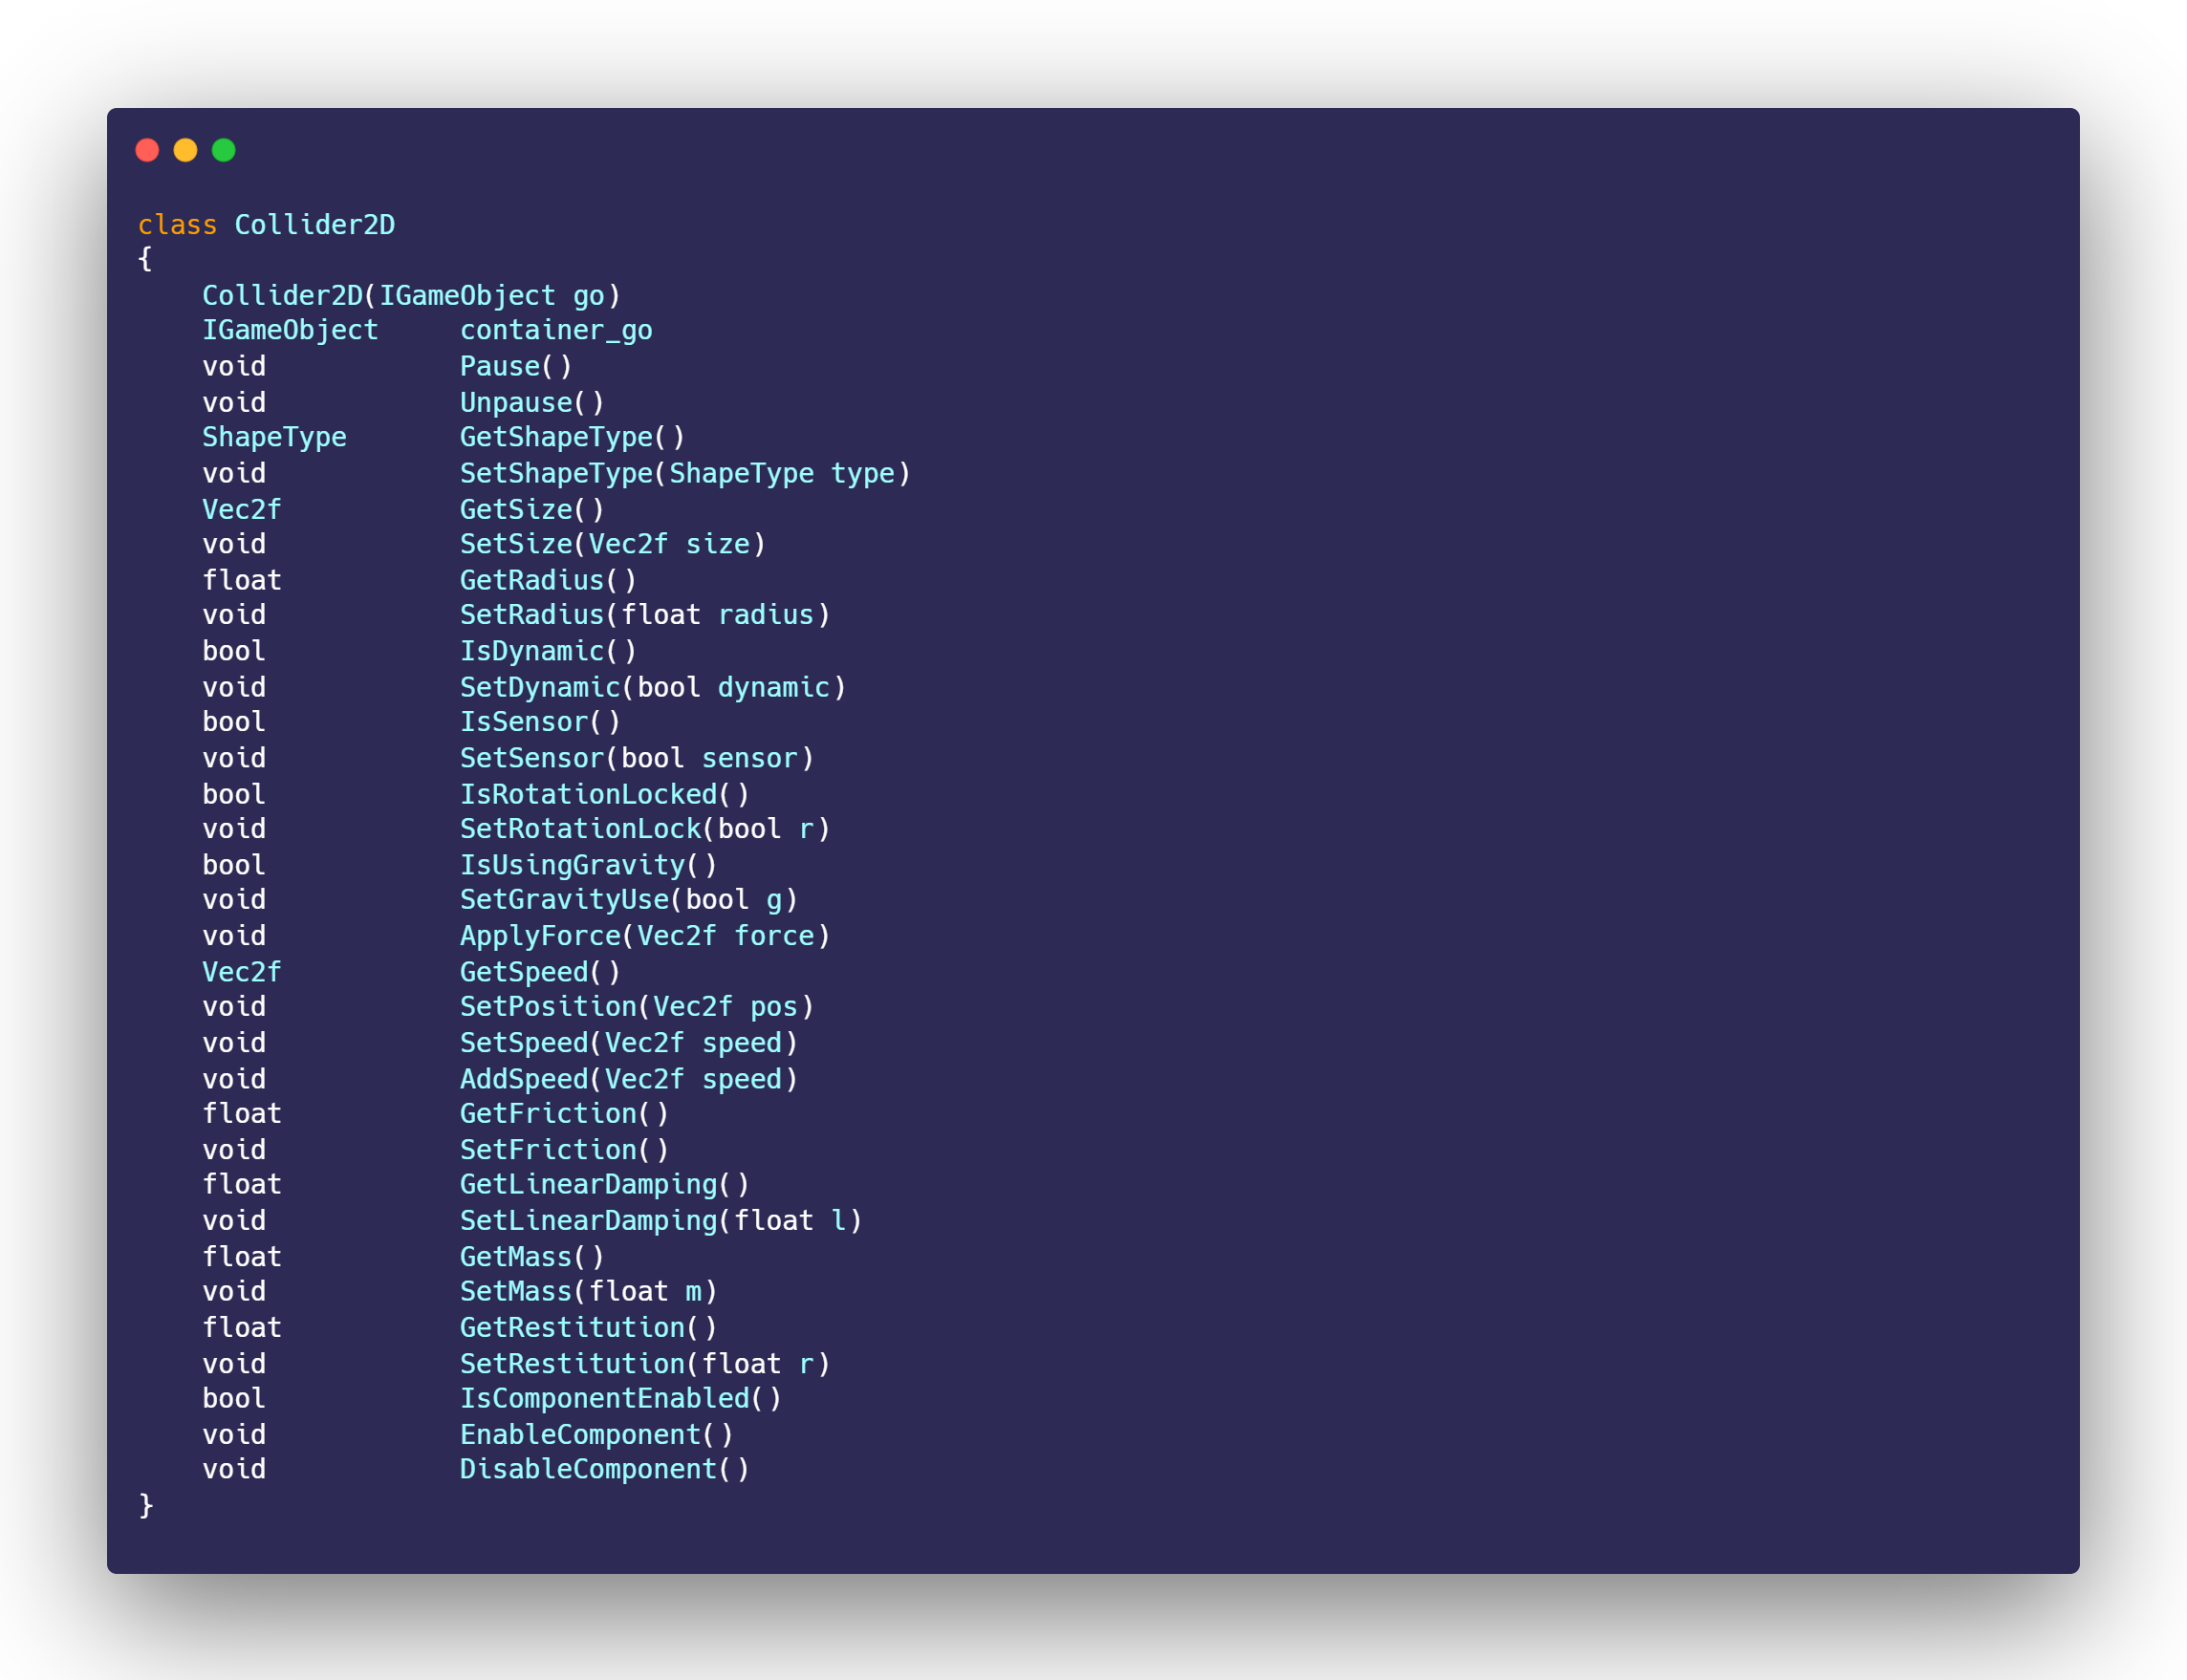 class Collider2D
{
    Collider2D(IGameObject go)
    IGameObject     container_go
    void            Pause()
    void            Unpause()
    ShapeType       GetShapeType()
    void            SetShapeType(ShapeType type)
    Vec2f           GetSize()
    void            SetSize(Vec2f size)
    float           GetRadius()
    void            SetRadius(float radius)
    bool            IsDynamic()
    void            SetDynamic(bool dynamic)
    bool            IsSensor()
    void            SetSensor(bool sensor)
    bool            IsRotationLocked()
    void            SetRotationLock(bool r)
    bool            IsUsingGravity()
    void            SetGravityUse(bool g)
    void            ApplyForce(Vec2f force)
    Vec2f           GetSpeed()
    void            SetPosition(Vec2f pos)
    void            SetSpeed(Vec2f speed)
    void            AddSpeed(Vec2f speed)
    float           GetFriction()
    void            SetFriction()
    float           GetLinearDamping()
    void            SetLinearDamping(float l)
    float           GetMass()
    void            SetMass(float m)
    float           GetRestitution()
    void            SetRestitution(float r)
    bool            IsComponentEnabled()
    void            EnableComponent()
    void            DisableComponent()
}